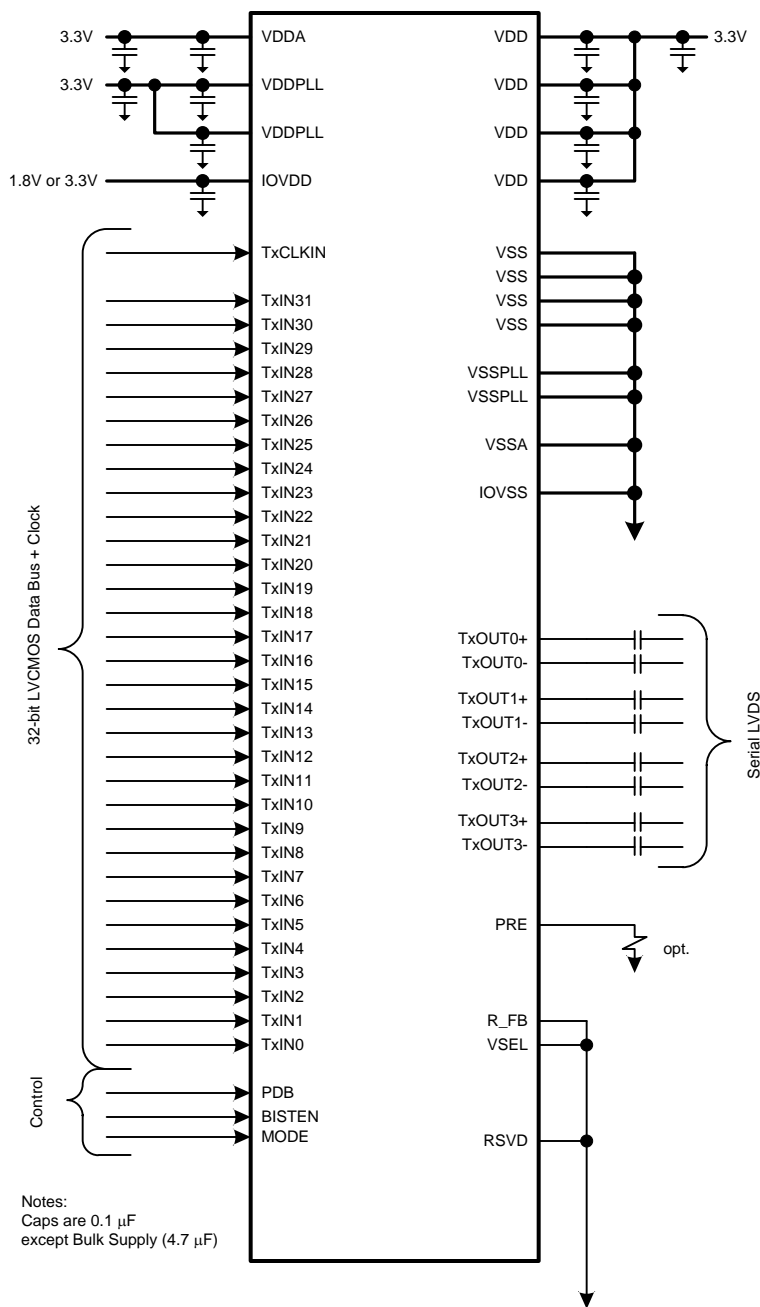 3.3V
VDDA
VDD
3.3V
3.3V
VDDPLL
VDD
VDDPLL
VDD
1.8V or 3.3V
IOVDD
VDD
32-bit LVCMOS Data Bus + Clock
TxCLKIN
TxIN31
TxIN30
TxIN29
TxIN28
TxIN27
TxIN26
TxIN25
TxIN24
TxIN23
TxIN22
TxIN21
TxIN20
TxIN19
TxIN18
TxIN17
TxIN16
TxIN15
TxIN14
TxIN13
TxIN12
TxIN11
TxIN10
TxIN9
TxIN8
TxIN7
TxIN6
TxIN5
TxIN4
TxIN3
TxIN2
TxIN1
TxIN0
Control
PDB
BISTEN
MODE
VSS
VSS
VSS
VSS
VSSPLL
VSSPLL
VSSA
IOVSS
TxOUT0+
TxOUT0-
TxOUT1+
TxOUT1-
TxOUT2+
TxOUT2-
TxOUT3+
TxOUT3-
Serial LVDS
PRE
opt.
R_FB
VSEL
RSVD
Notes:
Caps are 0.1 μF
except Bulk Supply (4.7 μF)